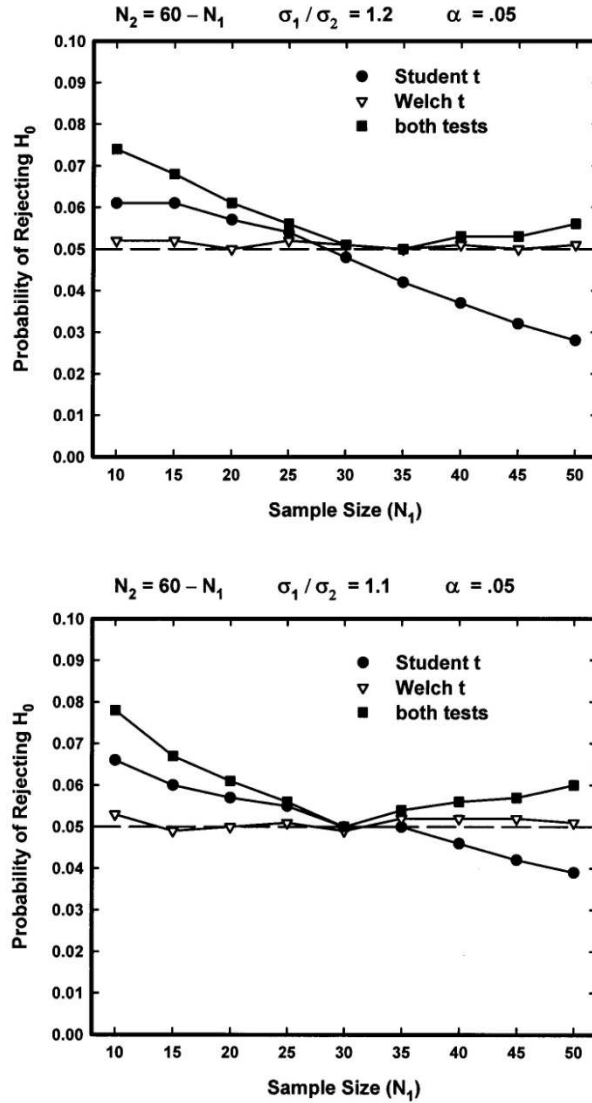 N₂ = 60 – N₁ σ₁ / σ₂ = 1.2 α = .05
Probability of Rejecting H₀
0.10
0.09
0.08
0.07
0.06
0.05
0.04
0.03
0.02
0.01
0.00
Student t
Welch t
both tests
10 15 20 25 30 35 40 45 50
Sample Size (N₁)
N₂ = 60 – N₁ σ₁ / σ₂ = 1.1 α = .05
Probability of Rejecting H₀
0.10
0.09
0.08
0.07
0.06
0.05
0.04
0.03
0.02
0.01
0.00
Student t
Welch t
both tests
10 15 20 25 30 35 40 45 50
Sample Size (N₁)